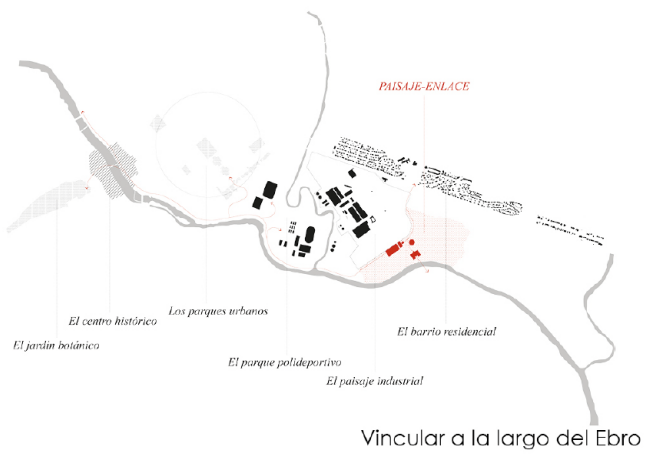 PAISAJE-ENLACE
Los parques urbanos
El centro histórico
El barrio residencial
El jardín botánico
El parque polideportivo
El paisaje industrial
Vincular a la largo del Ebro